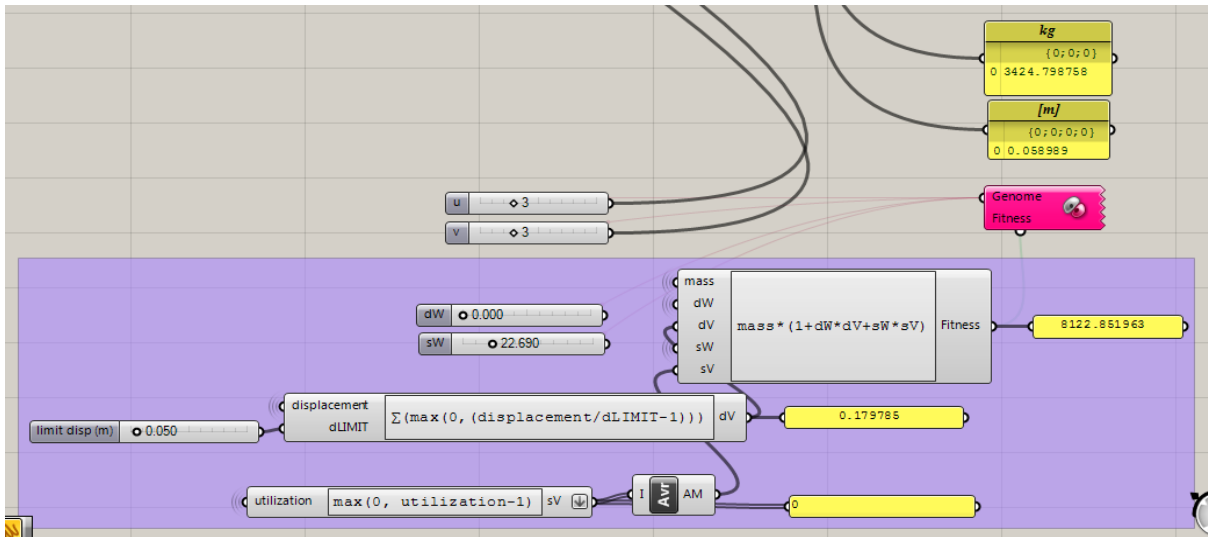 kg
{0;0;0}
0 3424.798758
[m]
{0;0;0;0}
0 0.058989
Genome
Fitness
u 3
v 3
mass
dW
dV
sW
sV
mass*(1+dW*dV+sW*sV)
Fitness
8122.851963
dW 0.000
sW 22.690
displacement
dLIMIT
∑(max(0,(displacement/dLIMIT-1)))
dV
0.179785
limit disp (m) 0.050
utilization
max(0, utilization-1)
sV
I
Avr
AM
0